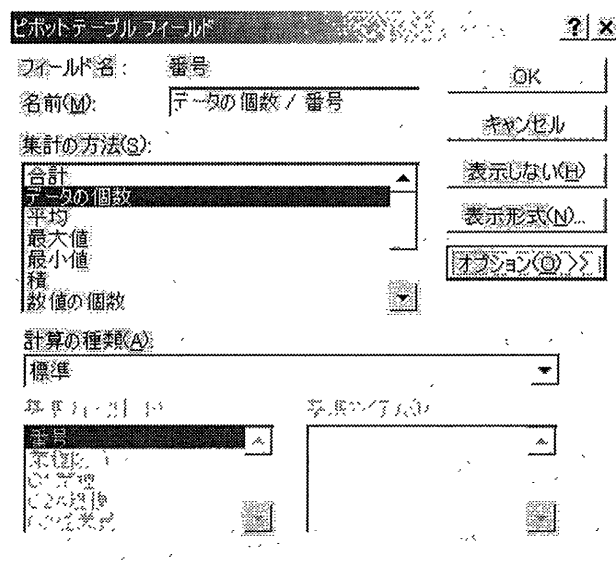 ピボットテーブル フィールド
? ×
フィールド名: 番号
名前(M): データの個数 / 番号
集計の方法(S):
合計
データの個数
平均
最大値
最小値
積
数値の個数
OK
キャンセル
表示しない(H)
表示形式(N)...
オプション(O) >>
計算の種類(A):
標準
番号